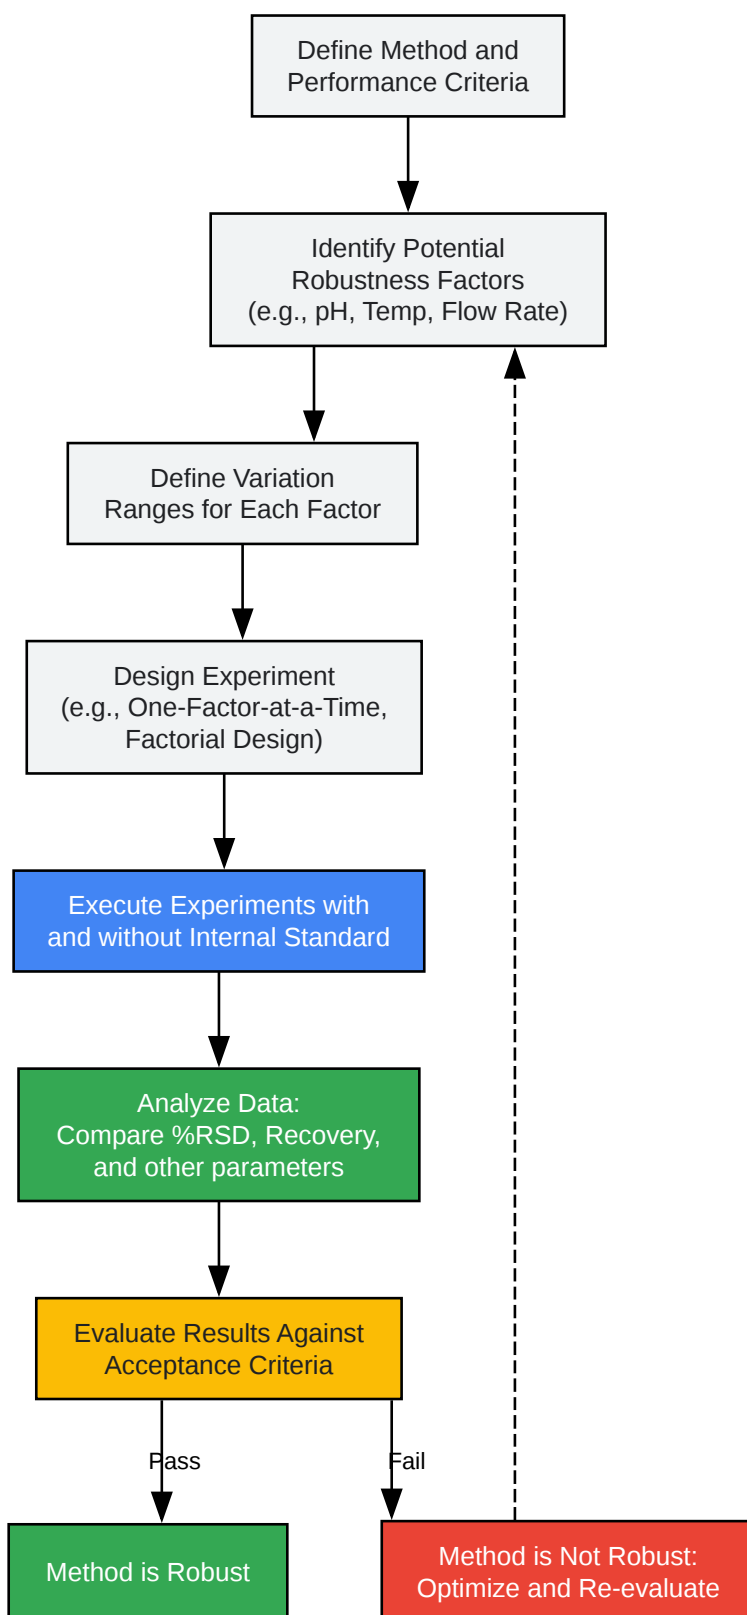 Define Method and
Performance Criteria
Identify Potential
Robustness Factors
(e.g., pH, Temp, Flow Rate)
Define Variation
Ranges for Each Factor
Design Experiment
(e.g., One-Factor-at-a-Time,
Factorial Design)
Execute Experiments with
and without Internal Standard
Analyze Data:
Compare %RSD, Recovery,
and other parameters
Evaluate Results Against
Acceptance Criteria
Pass
Fail
Method is Robust
Method is Not Robust:
Optimize and Re-evaluate